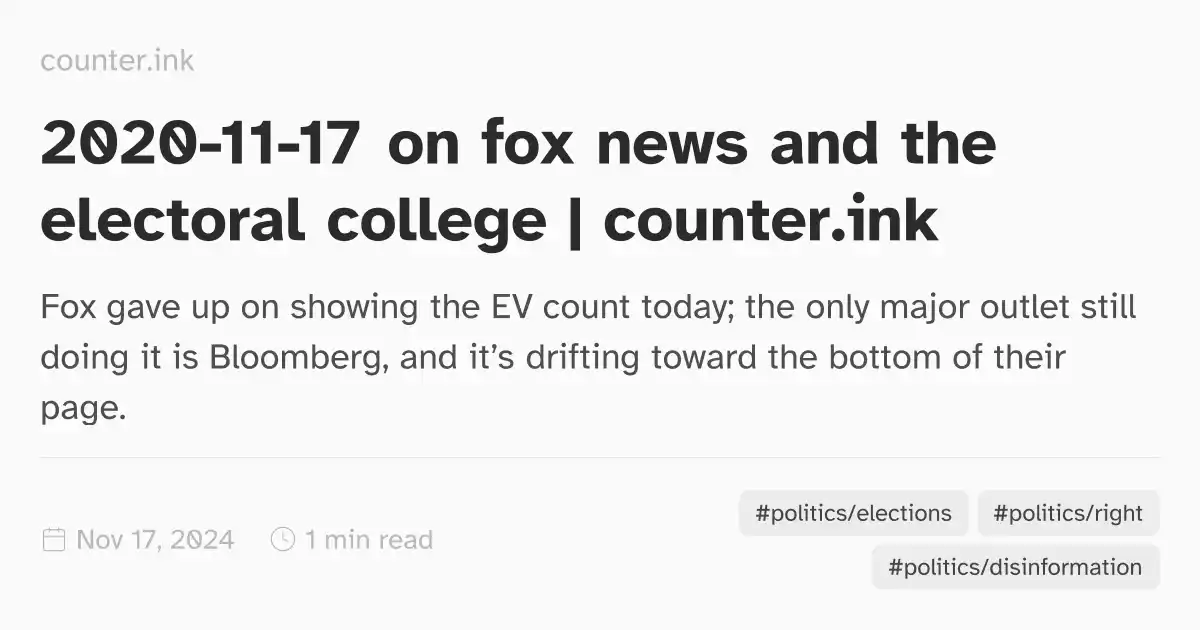 counter.ink
2020-11-17 on fox news and the
electoral college | counter.ink
Fox gave up on showing the EV count today; the only major outlet still
doing it is Bloomberg, and it’s drifting toward the bottom of their
page.
Nov 17, 2024
1 min read
#politics/elections
#politics/right
#politics/disinformation